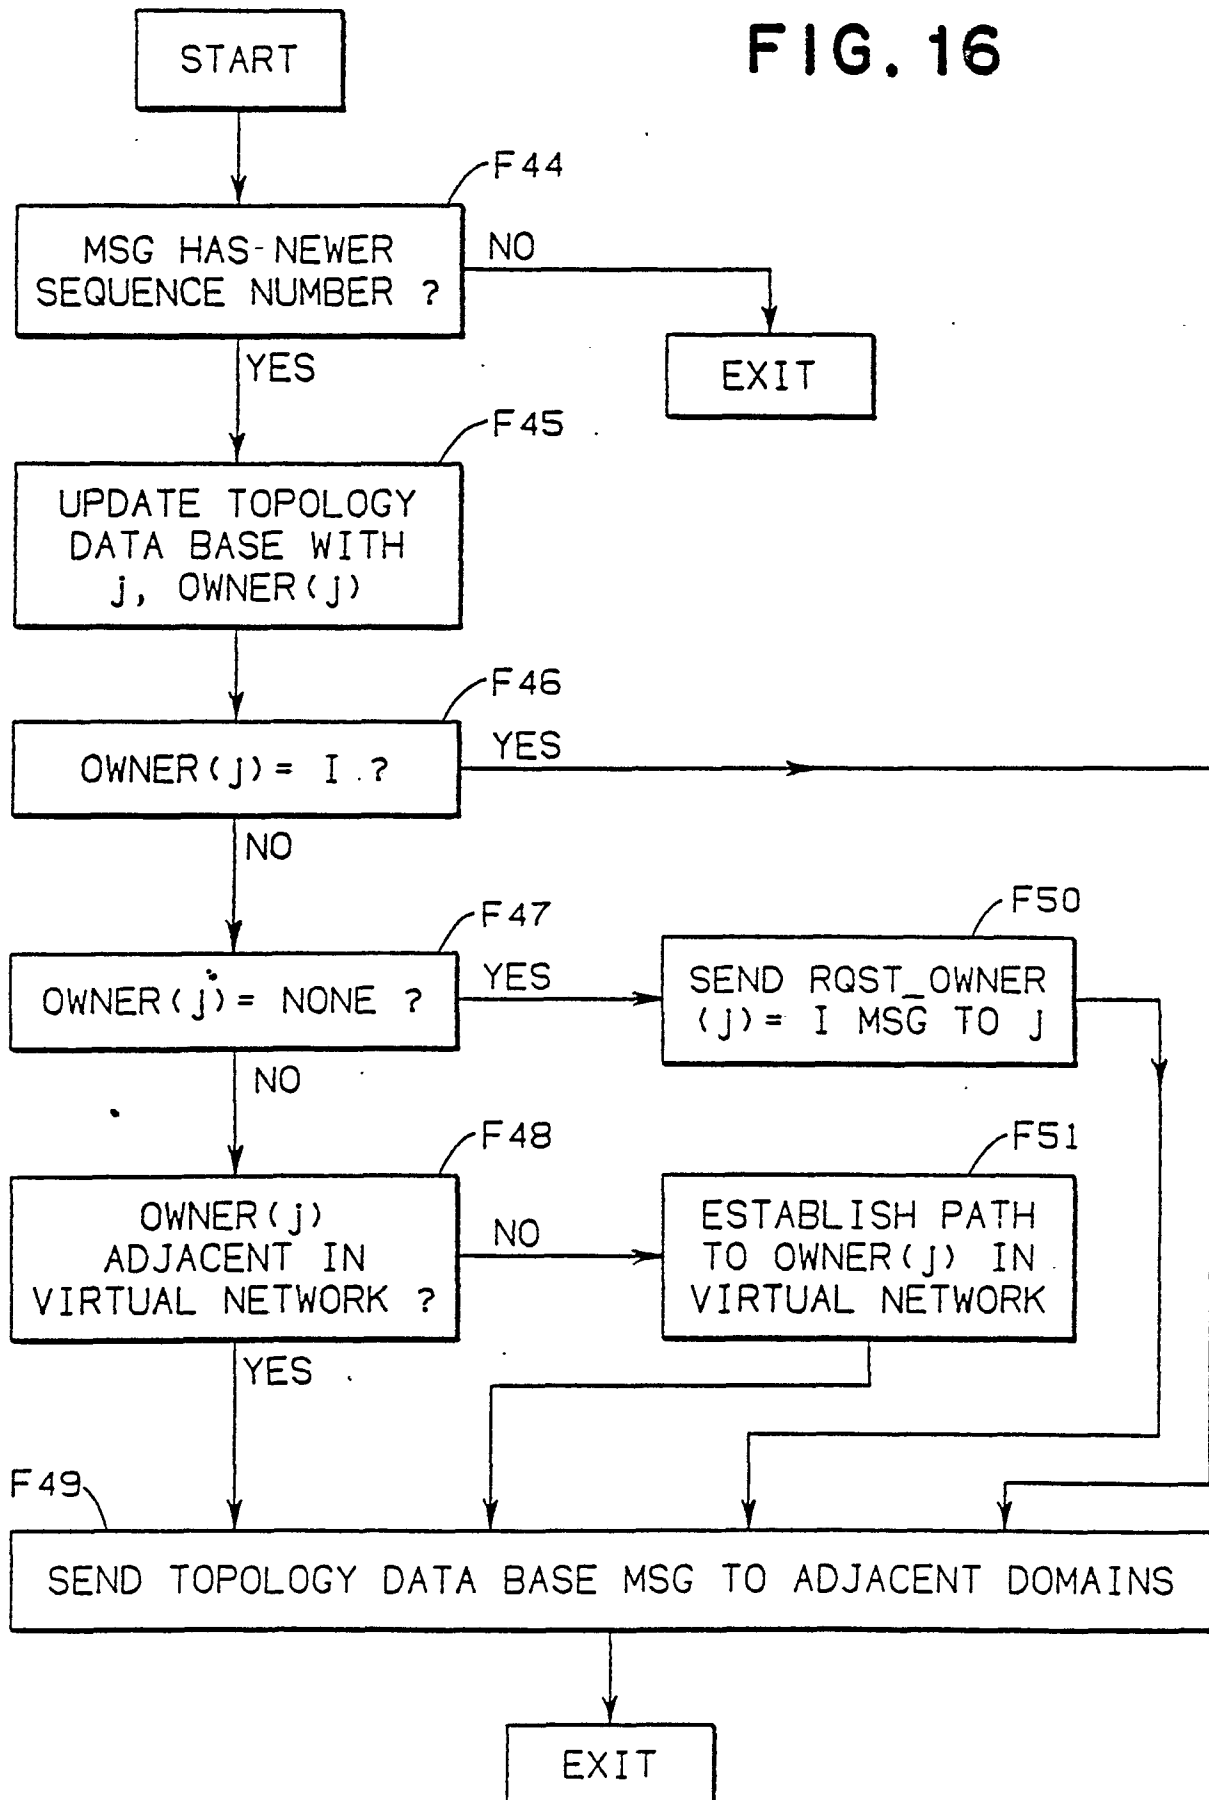 FIG. 16
START
F44
MSG HAS-NEWER
SEQUENCE NUMBER ?
NO
EXIT
YES
F45
UPDATE TOPOLOGY
DATA BASE WITH
j, OWNER(j)
F46
OWNER(j)= I ?
YES
NO
F47
OWNER(j)= NONE ?
YES
F50
SEND RQST_OWNER
(j)= I MSG TO j
NO
F48
OWNER(j)
ADJACENT IN
VIRTUAL NETWORK ?
NO
F51
ESTABLISH PATH
TO OWNER(j) IN
VIRTUAL NETWORK
YES
F49
SEND TOPOLOGY DATA BASE MSG TO ADJACENT DOMAINS
EXIT